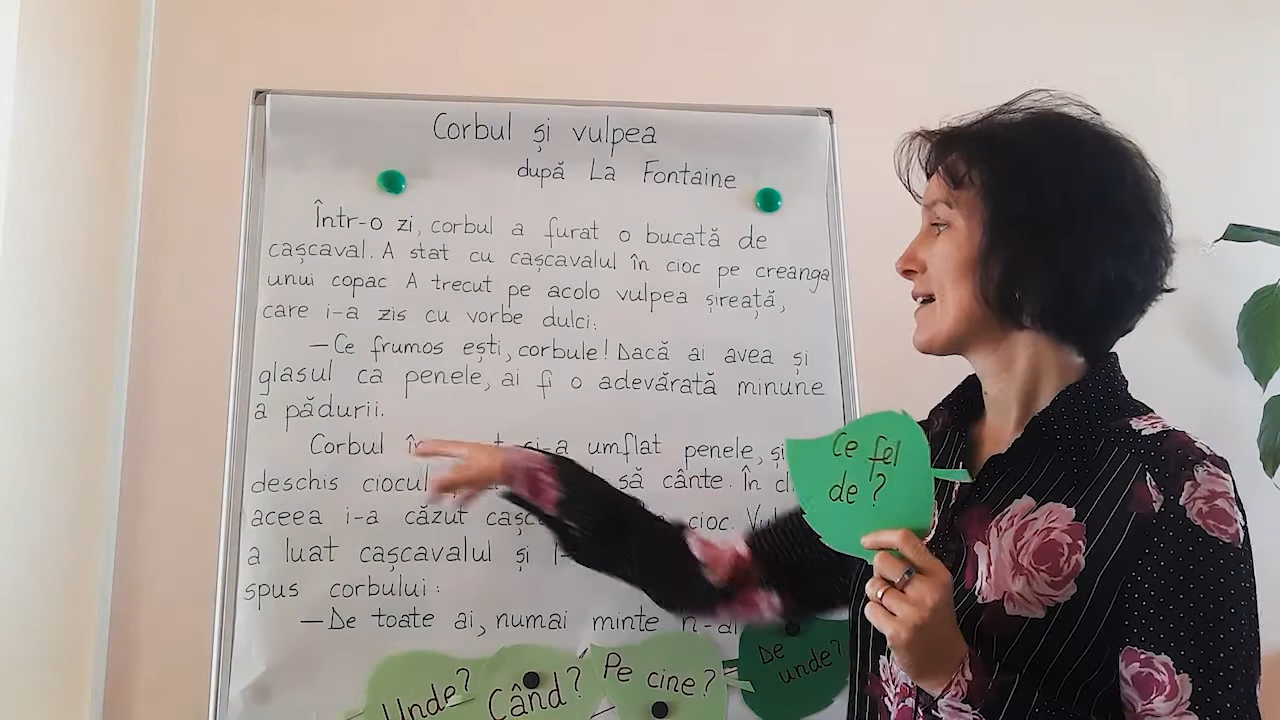 Corbul și vulpea
după La Fontaine
Într-o zi, corbul a furat o bucată de
cașcaval. A stat cu cașcavalul în cioc pe creanga
unui copac. A trecut pe acolo vulpea șireată,
care i-a zis cu vorbe dulci:
— Ce frumos ești, corbule! Dacă ai avea și
glasul ca penele, ai fi o adevărată minune
a pădurii.
Corbul și-a umflat penele, și
deschis ciocul să cânte. În
aceea i-a căzut cioc.
a luat cașcavalul și
spus corbului:
— De toate ai, numai minte
Ce fel
de?
Unde? Când? Pe cine? De
unde?